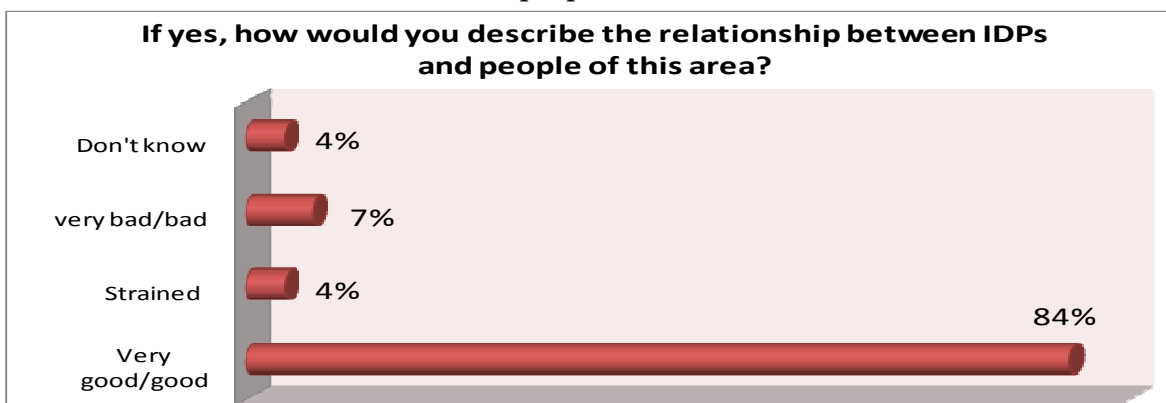 If yes, how would you describe the relationship between IDPs
and people of this area?
Don't know
4%
very bad/bad
7%
Strained
4%
84%
Very
good/good